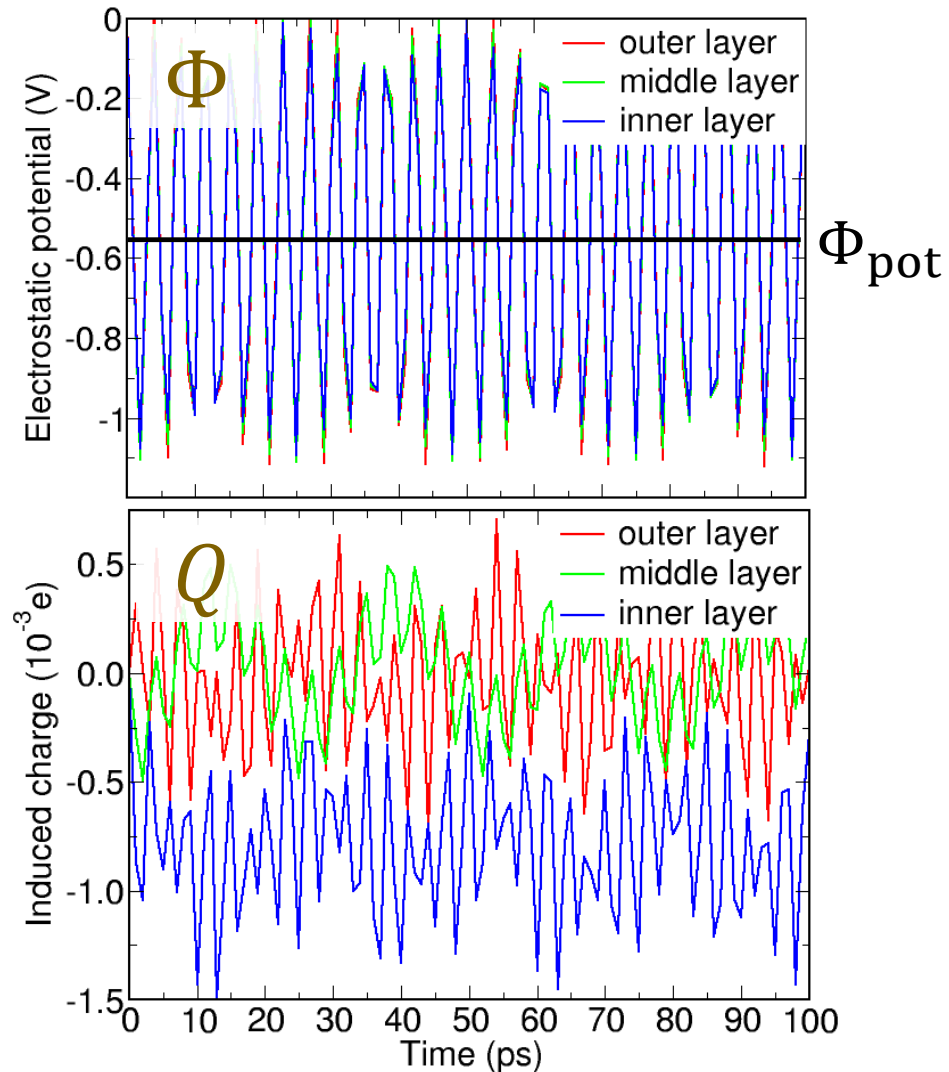 0
-0.2
-0.4
-0.6
-0.8
-1
Electrostatic potential (V)
Φ
outer layer
middle layer
inner layer
Φpot
0.5
0.0
-0.5
-1.0
-1.5
Induced charge (10⁻³e)
Q
outer layer
middle layer
inner layer
0 10 20 30 40 50 60 70 80 90 100
Time (ps)